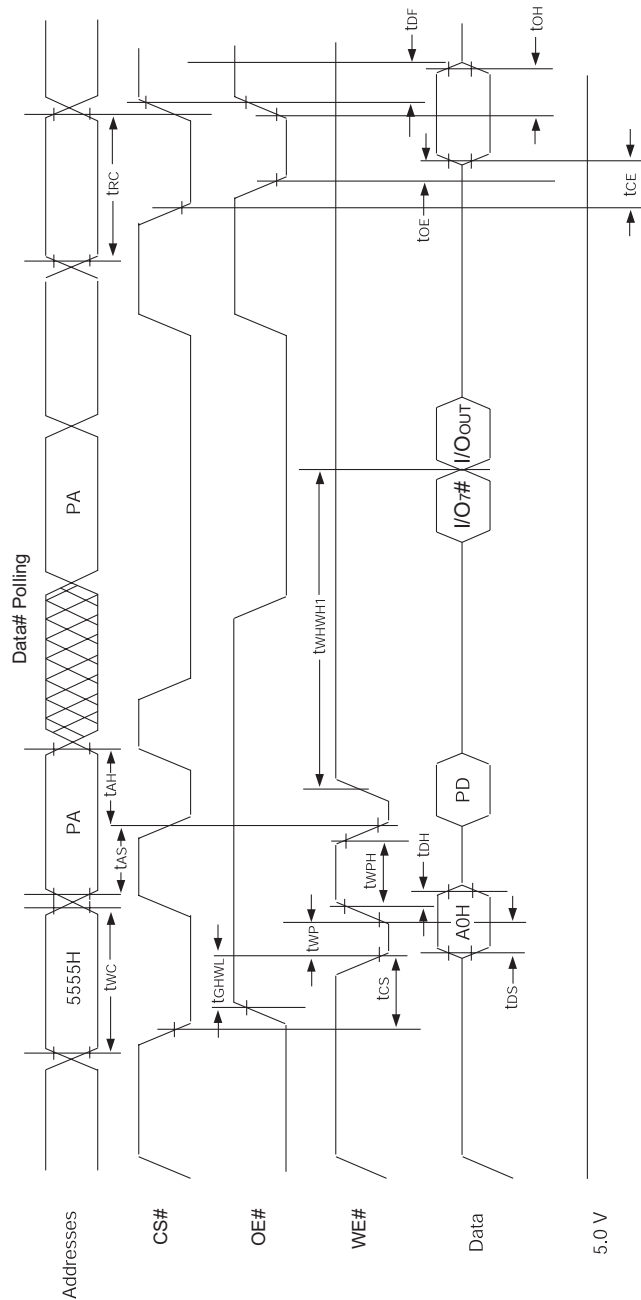 Data# Polling
Addresses
5555H
PA
PA
tWC
tAS
tAH
tRC
CS#
OE#
tGHWL
WE#
tCS
tWP
tWPH
tWHWH1
Data
A0H
PD
I/O7#
I/OOUT
tDS
tDH
tOE
tDF
tOH
tCE
5.0 V